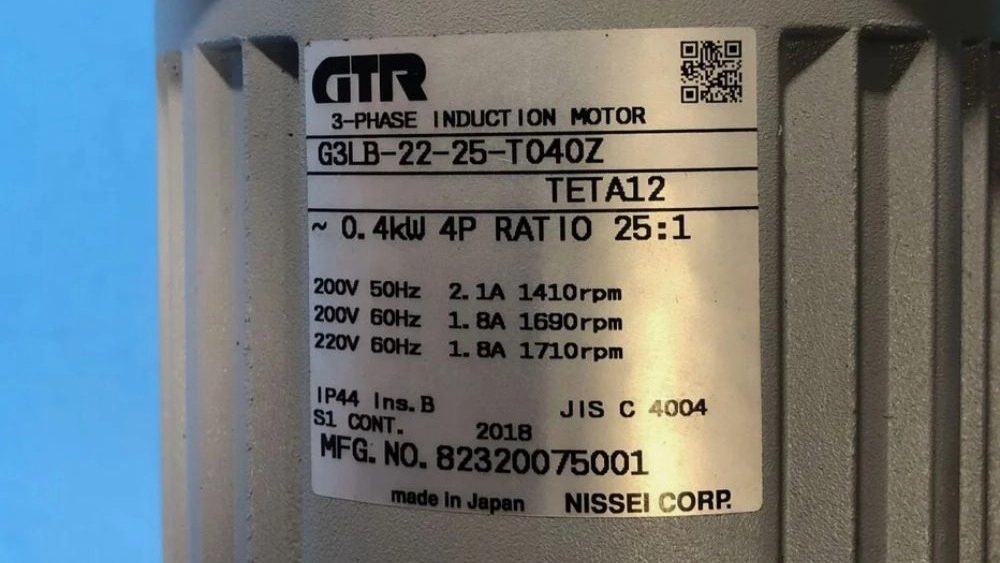 GTR
3-PHASE INDUCTION MOTOR
G3LB-22-25-T040Z
TETA12
~ 0.4kW 4P RATIO 25:1
200V 50Hz 2.1A 1410rpm
200V 60Hz 1.8A 1690rpm
220V 60Hz 1.8A 1710rpm
IP44 Ins.B JIS C 4004
S1 CONT. 2018
MFG.NO.82320075001
made in Japan NISSEI CORP.